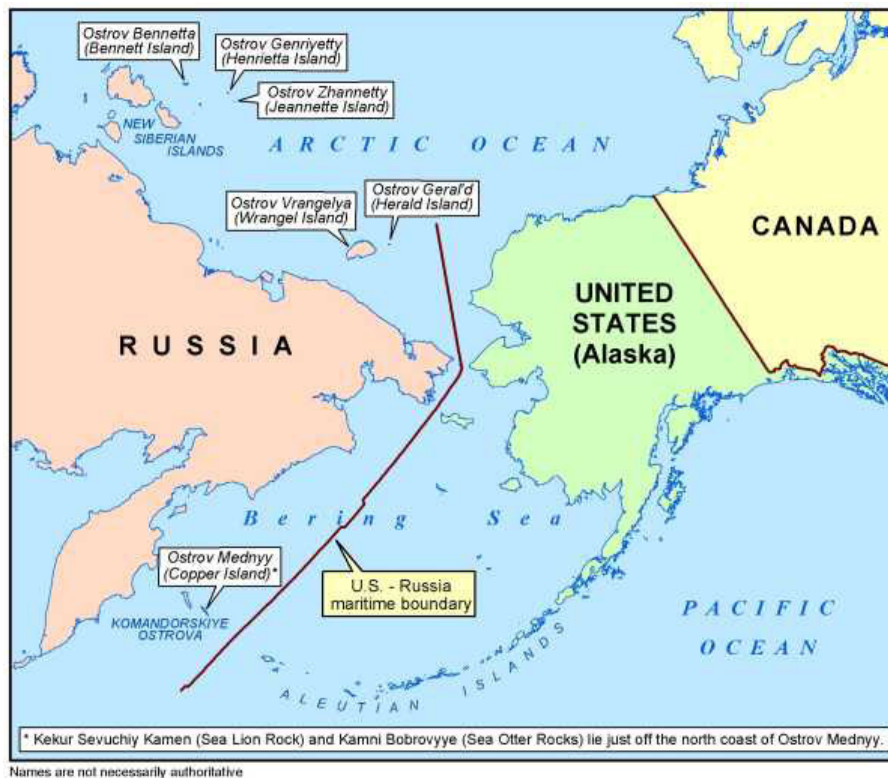 Ostrov Bennetta
(Bennett Island)
Ostrov Genriyetty
(Henrietta Island)
Ostrov Zhannetty
(Jeannette Island)
NEW
SIBERIAN
ISLANDS
ARCTIC OCEAN
Ostrov Vrangelya
(Wrangel Island)
Ostrov Geral'd
(Herald Island)
CANADA
UNITED
STATES
(Alaska)
RUSSIA
Bering Sea
Ostrov Mednyy
(Copper Island)*
U.S. - Russia
maritime boundary
KOMANDORSKIYE
OSTROVA
PACIFIC
OCEAN
ALEUTIAN ISLANDS
* Kekur Sevuchiy Kamen (Sea Lion Rock) and Kamni Bobrovyye (Sea Otter Rocks) lie just off the north coast of Ostrov Mednyy.
Names are not necessarily authoritative